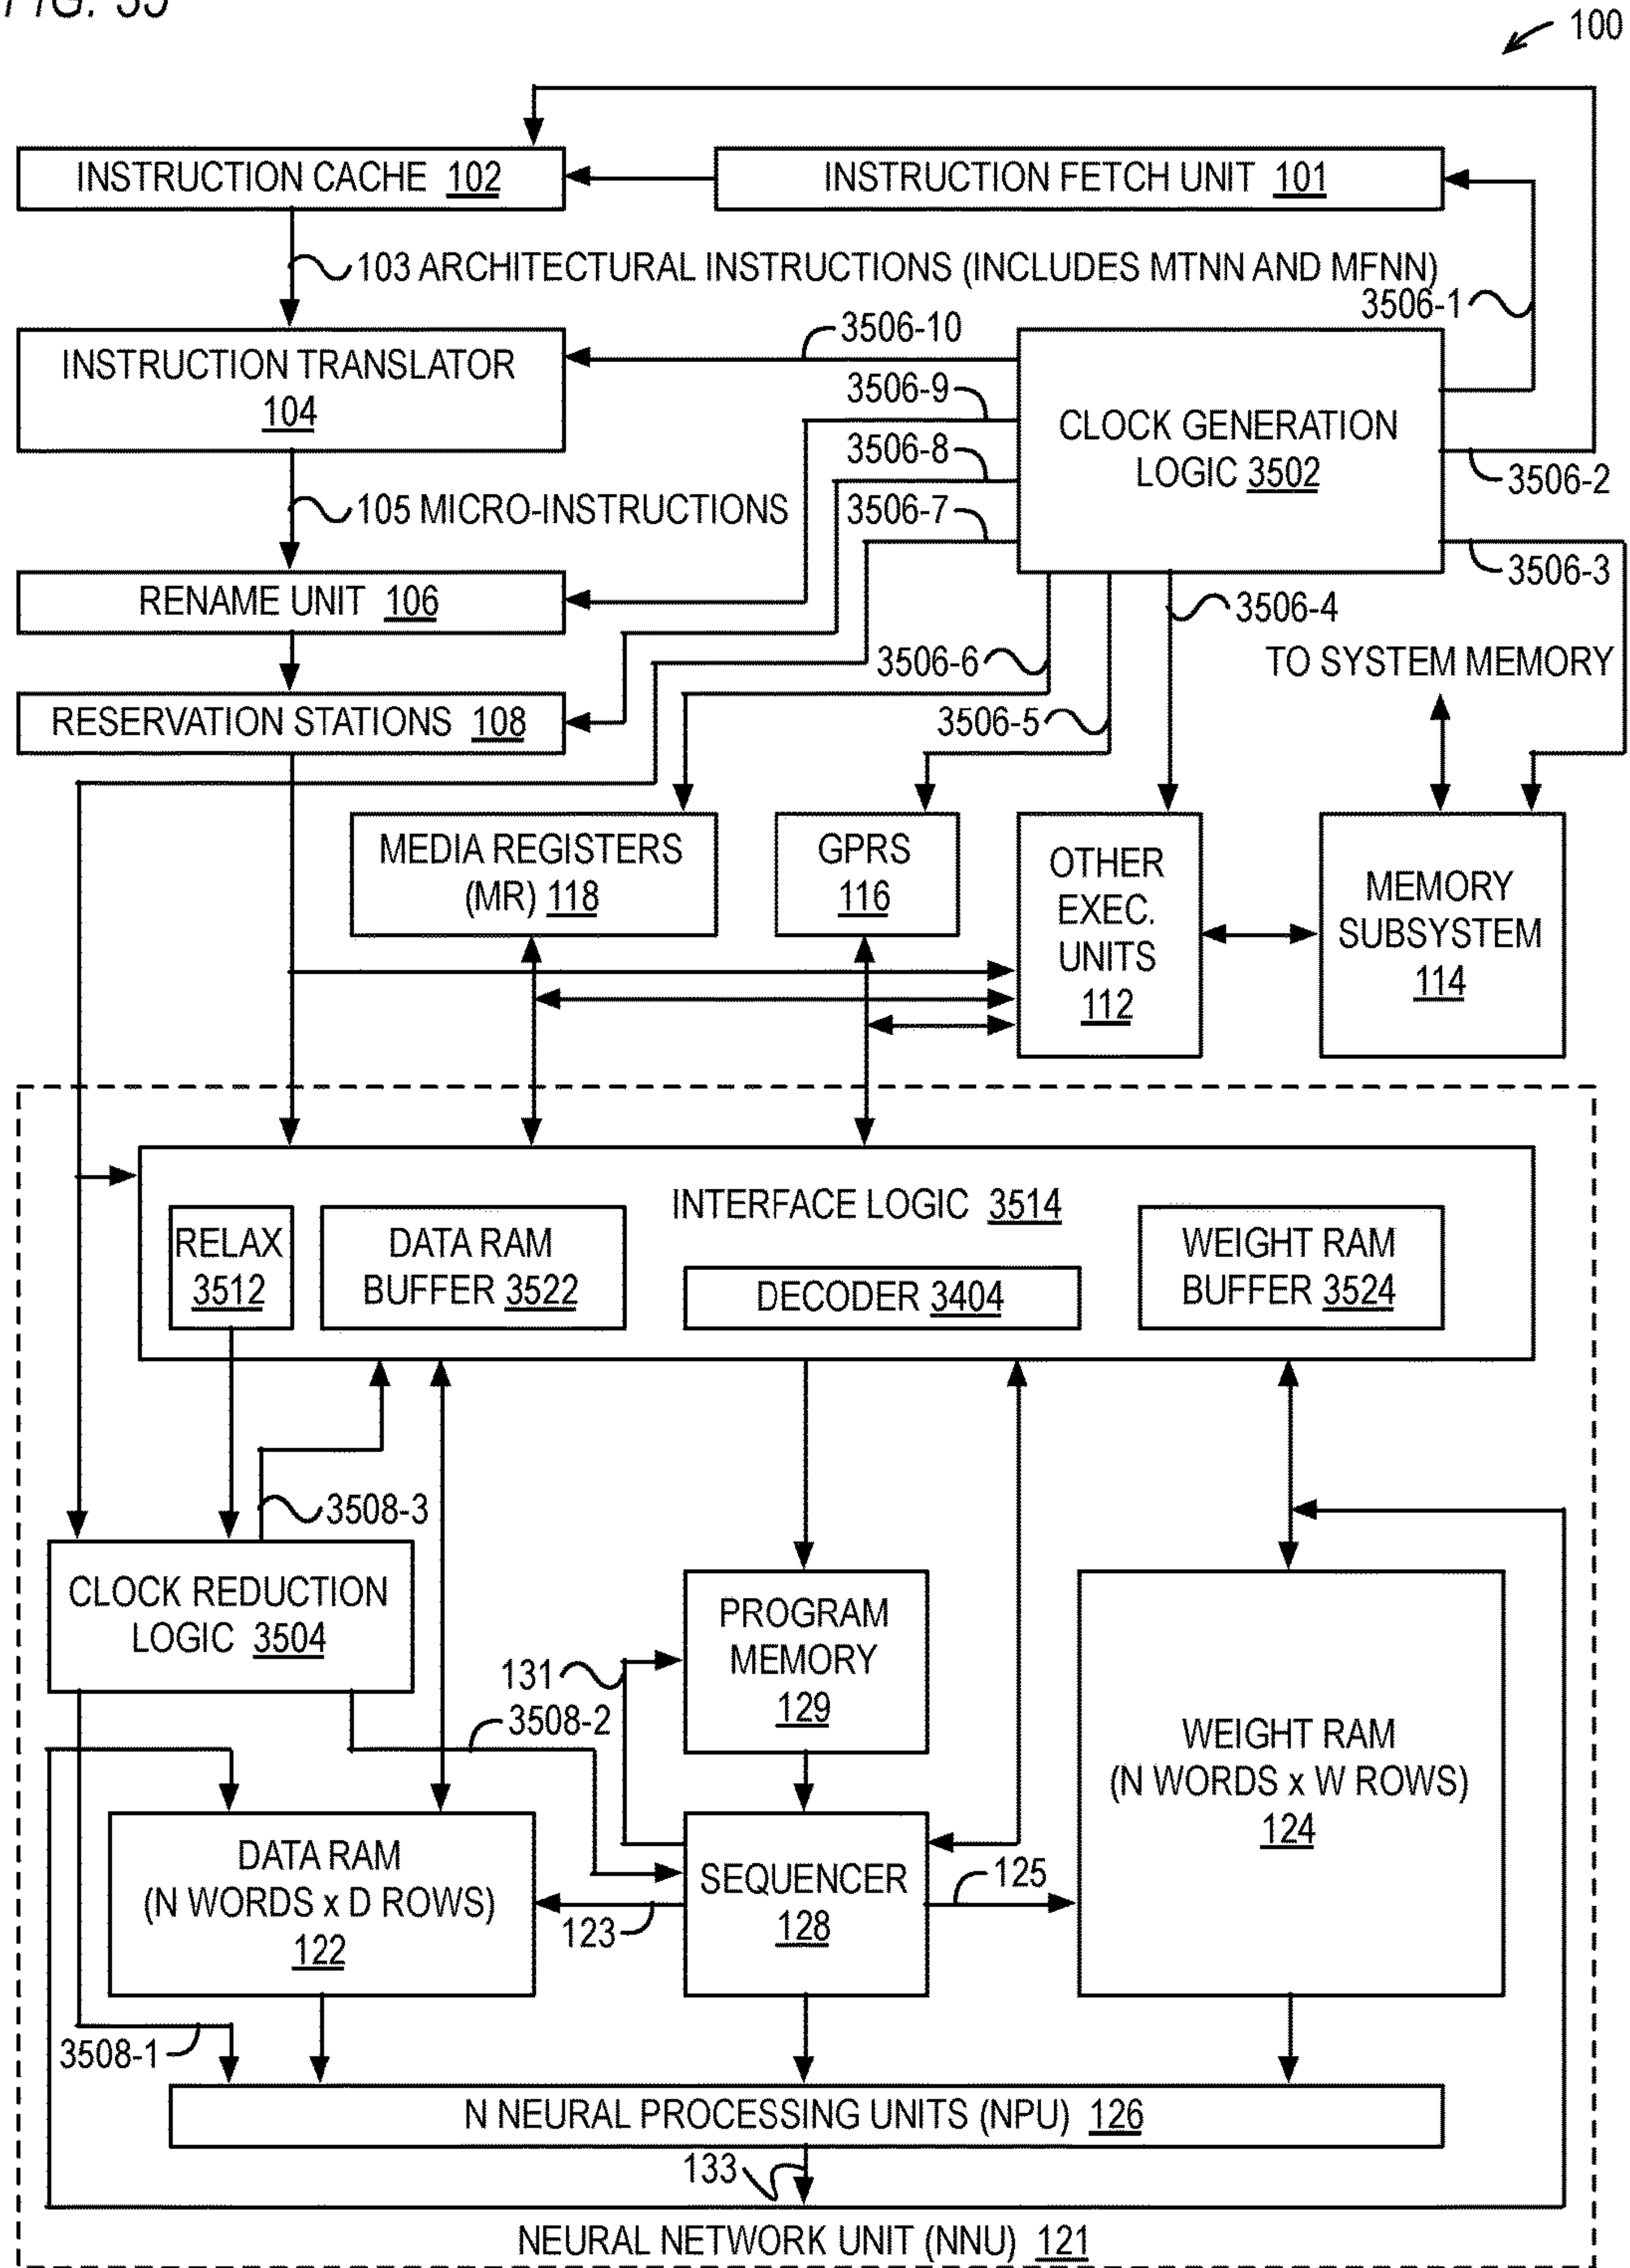 FIG. 35
100
INSTRUCTION CACHE 102
INSTRUCTION FETCH UNIT 101
103 ARCHITECTURAL INSTRUCTIONS (INCLUDES MTNN AND MFNN)
3506-1
3506-10
INSTRUCTION TRANSLATOR
104
3506-9
CLOCK GENERATION
LOGIC 3502
3506-8
3506-2
105 MICRO-INSTRUCTIONS
3506-7
3506-3
RENAME UNIT 106
3506-4
3506-6
TO SYSTEM MEMORY
RESERVATION STATIONS 108
3506-5
MEDIA REGISTERS
(MR) 118
GPRS
116
OTHER
EXEC.
UNITS
112
MEMORY
SUBSYSTEM
114
INTERFACE LOGIC 3514
RELAX
3512
DATA RAM
BUFFER 3522
DECODER 3404
WEIGHT RAM
BUFFER 3524
3508-3
CLOCK REDUCTION
LOGIC 3504
PROGRAM
MEMORY
129
131
3508-2
WEIGHT RAM
(N WORDS x W ROWS)
124
DATA RAM
(N WORDS x D ROWS)
122
SEQUENCER
128
125
123
3508-1
N NEURAL PROCESSING UNITS (NPU) 126
133
NEURAL NETWORK UNIT (NNU) 121